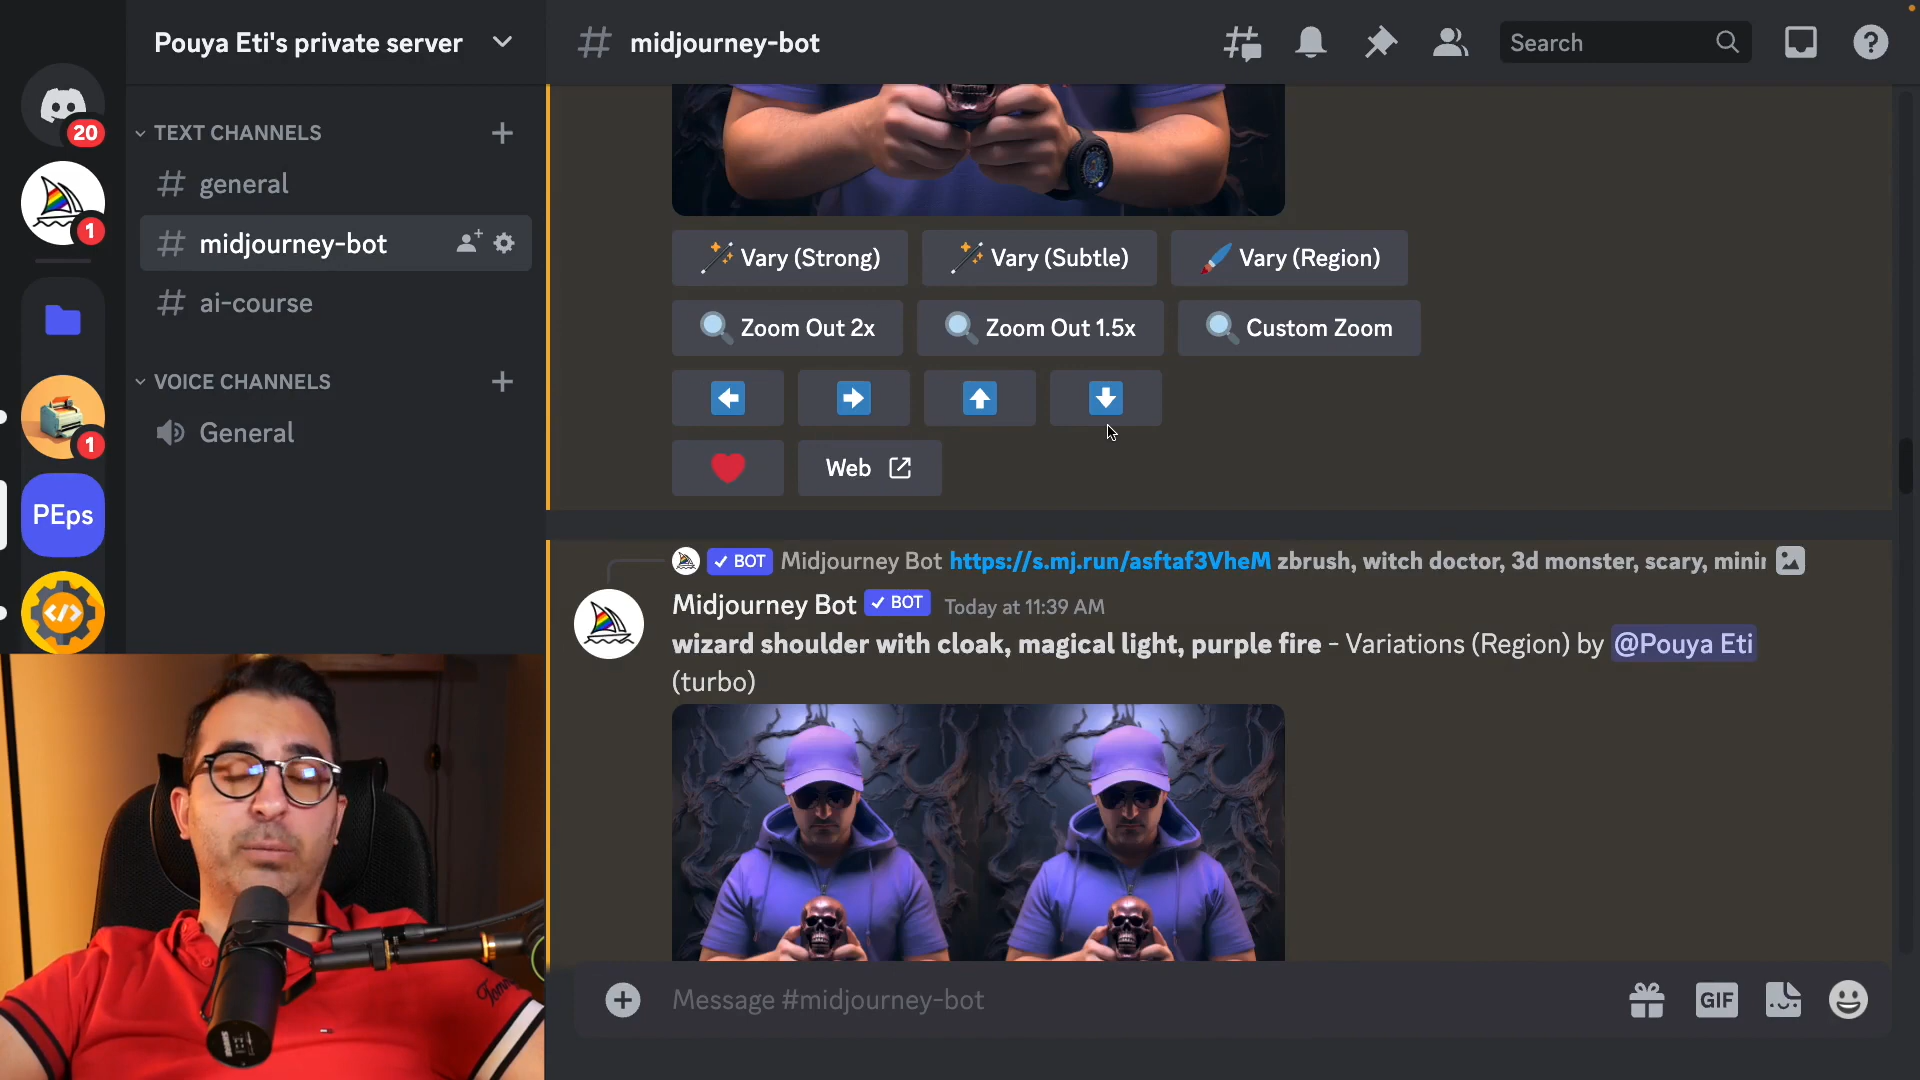 Pouya Eti's private server
midjourney-bot
Search
20
TEXT CHANNELS
1
general
midjourney-bot
ai-course
VOICE CHANNELS
General
1
PEps
Vary (Strong)
Vary (Subtle)
Vary (Region)
Zoom Out 2x
Zoom Out 1.5x
Custom Zoom
Web
BOT Midjourney Bot https://s.mj.run/asftaf3VheM zbrush, witch doctor, 3d monster, scary,
Midjourney Bot BOT Today at 11:39 AM
wizard shoulder with cloak, magical light, purple fire - Variations (Region) by @Pouya Eti
(turbo)
Message #midjourney-bot
GIF